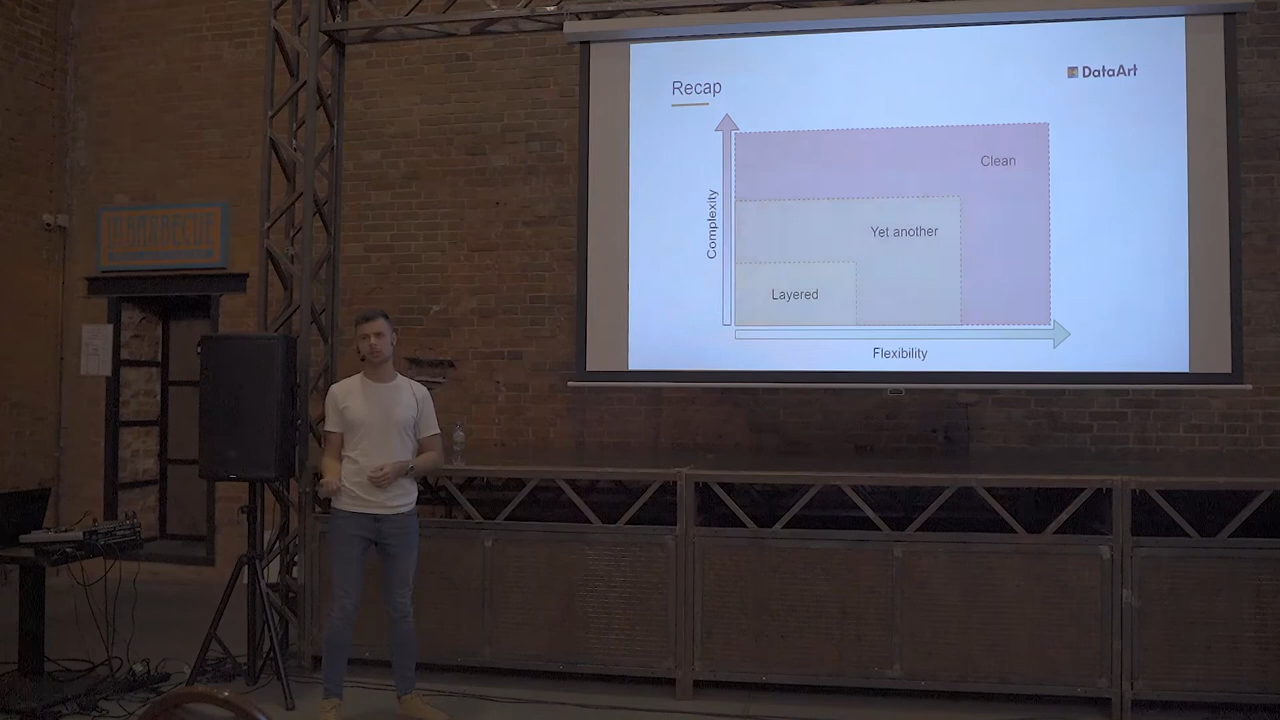 Recap
DataArt
Clean
Yet another
Layered
Complexity
Flexibility